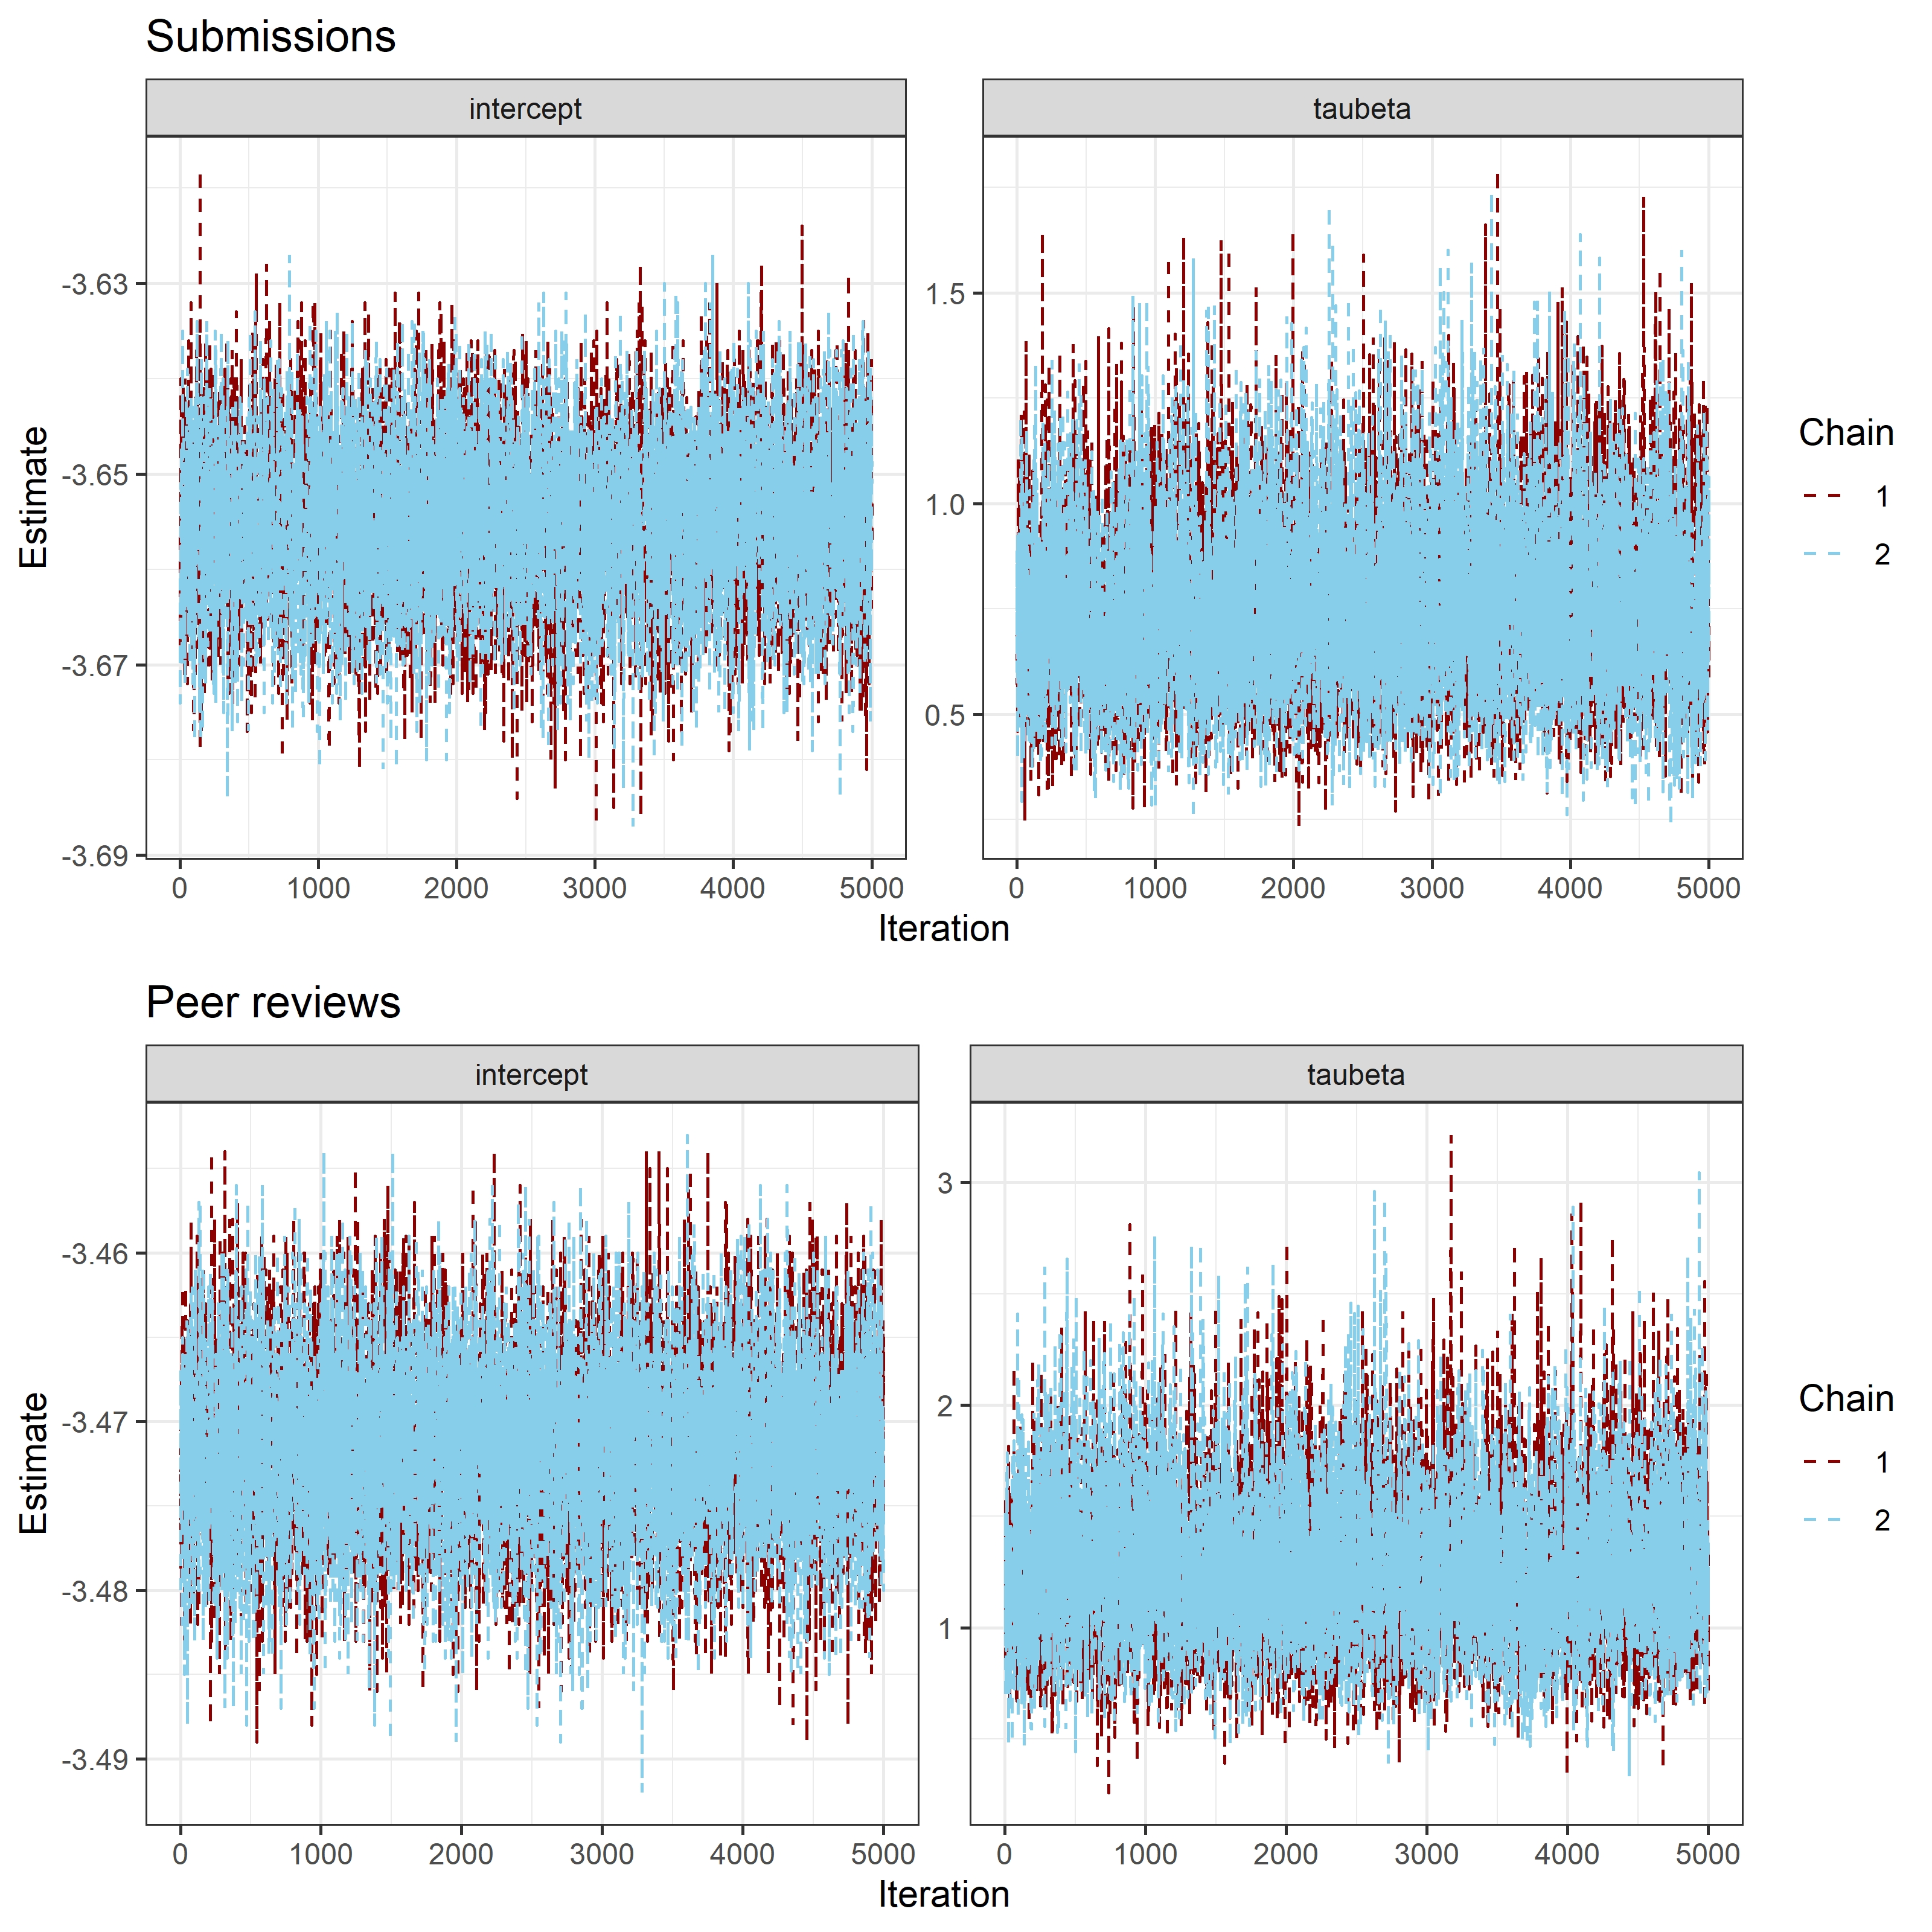 Submissions
intercept taubeta
-3.63
-3.65
-3.67
-3.69
Estimate
1.5
1.0
0.5
Chain
1
2
0 1000 2000 3000 4000 5000 0 1000 2000 3000 4000 5000
Iteration
Peer reviews
intercept taubeta
-3.46
-3.47
-3.48
-3.49
Estimate
3
2
1
Chain
1
2
0 1000 2000 3000 4000 5000 0 1000 2000 3000 4000 5000
Iteration